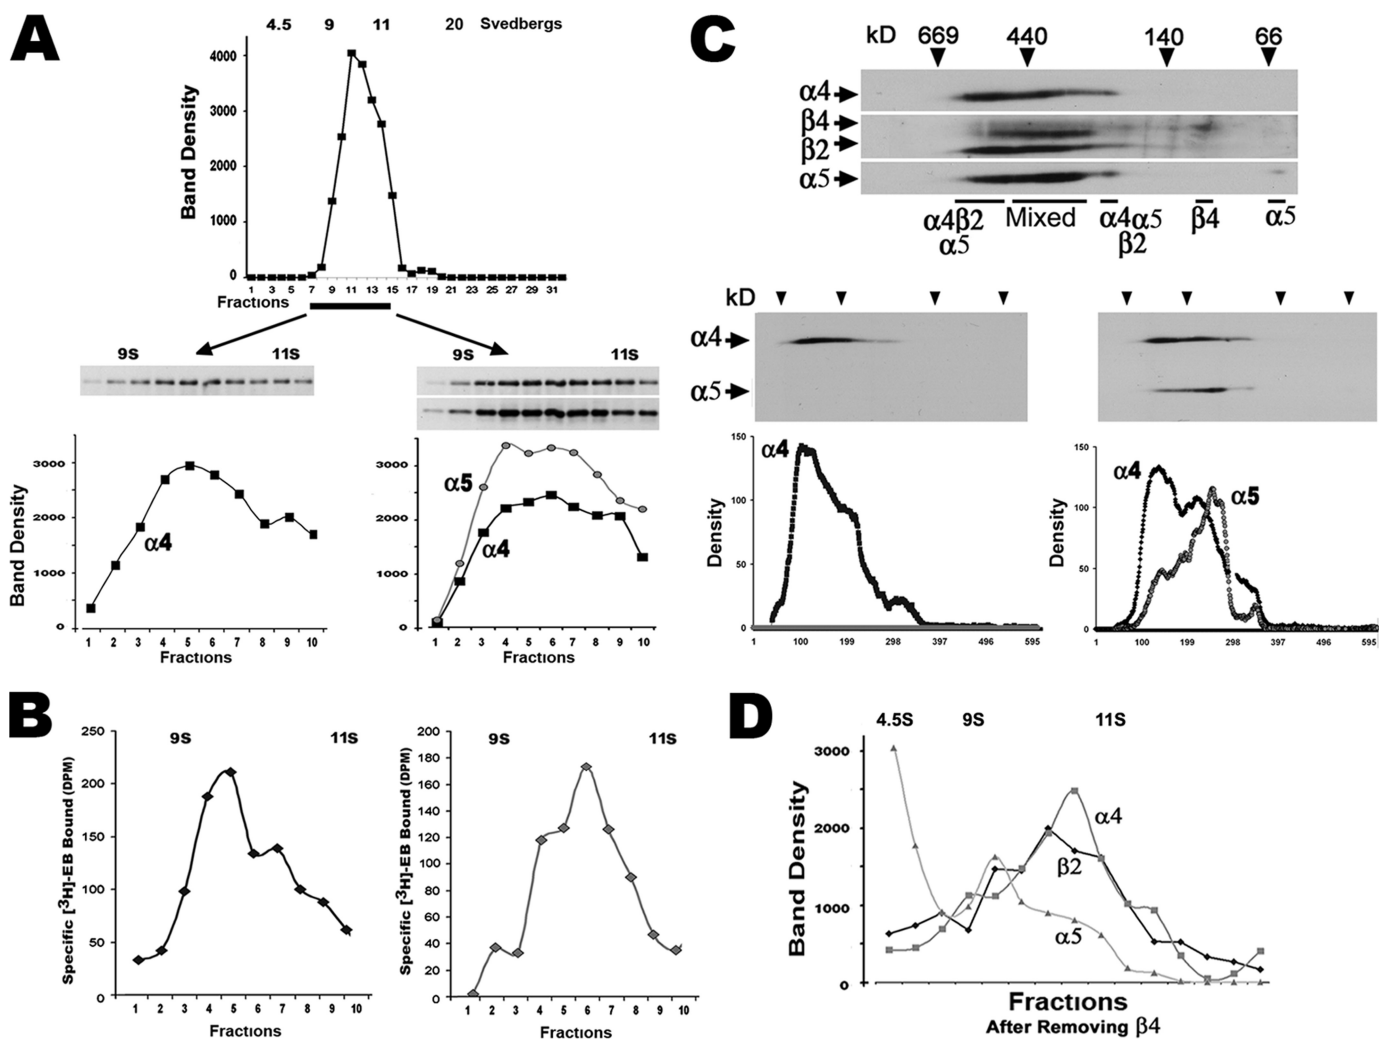 A
4.5 9 11 20 Svedbergs
Band Density
4000
3000
2000
1000
0
1 3 5 7 9 11 13 15 17 19 21 23 25 27 29 31
Fractions
9S 11S
Band Density
3000
2000
1000
0
α4
1 2 3 4 5 6 7 8 9 10
Fractions
9S 11S
3000
2000
1000
0
α5
α4
1 2 3 4 5 6 7 8 9 10
Fractions
B
Specific [³H]-EB Bound (DPM)
250
200
150
100
50
0
9S 11S
1 2 3 4 5 6 7 8 9 10
Fractions
Specific [³H]-EB Bound (DPM)
200
180
160
140
120
100
80
60
40
20
0
9S 11S
1 2 3 4 5 6 7 8 9 10
Fractions
C
kD 669 440 140 66
α4
β4
β2
α5
α4β2 Mixed α4α5 β4 α5
α5 β2
kD
α4
α5
Density
150
100
50
0
α4
1 100 199 298 397 496 595
Density
150
100
50
0
α4
α5
1 100 199 298 397 496 595
D
4.5S 9S 11S
Band Density
3000
2000
1000
0
α4
β2
α5
Fractions
After Removing β4